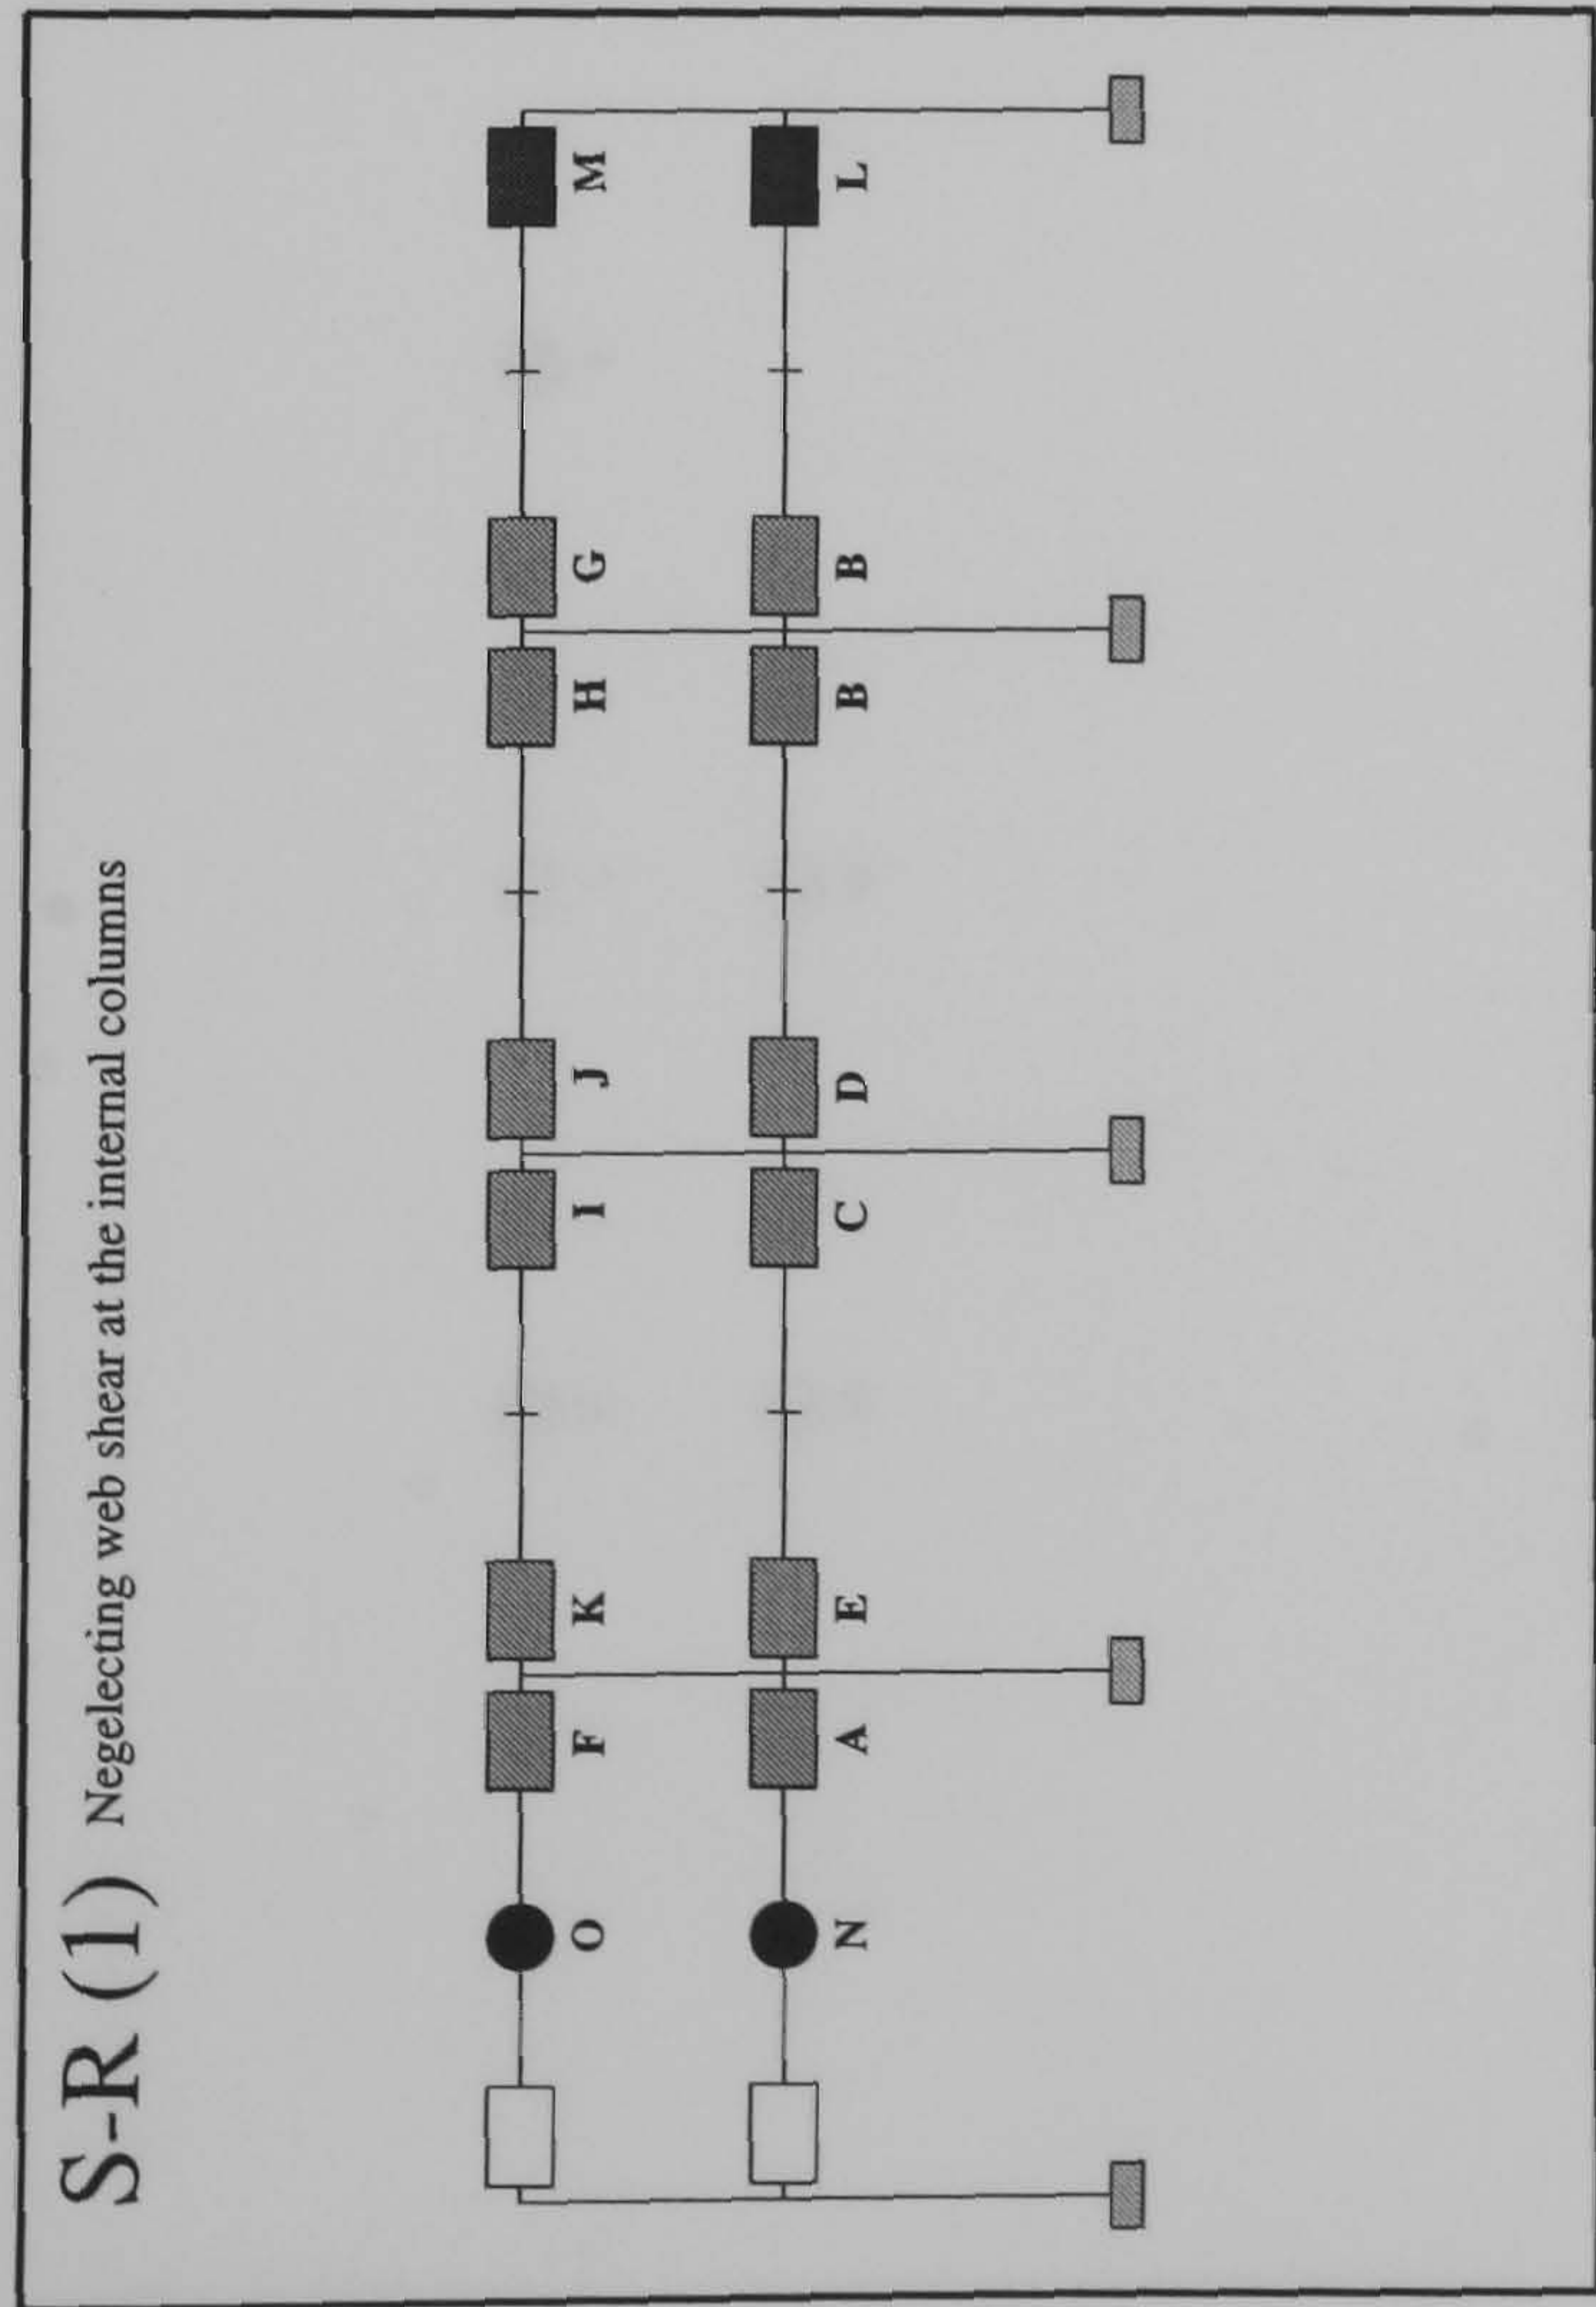 S-R (1) Negelecting web shear at the internal columns
O F K I J H G M
N A E C D B B L